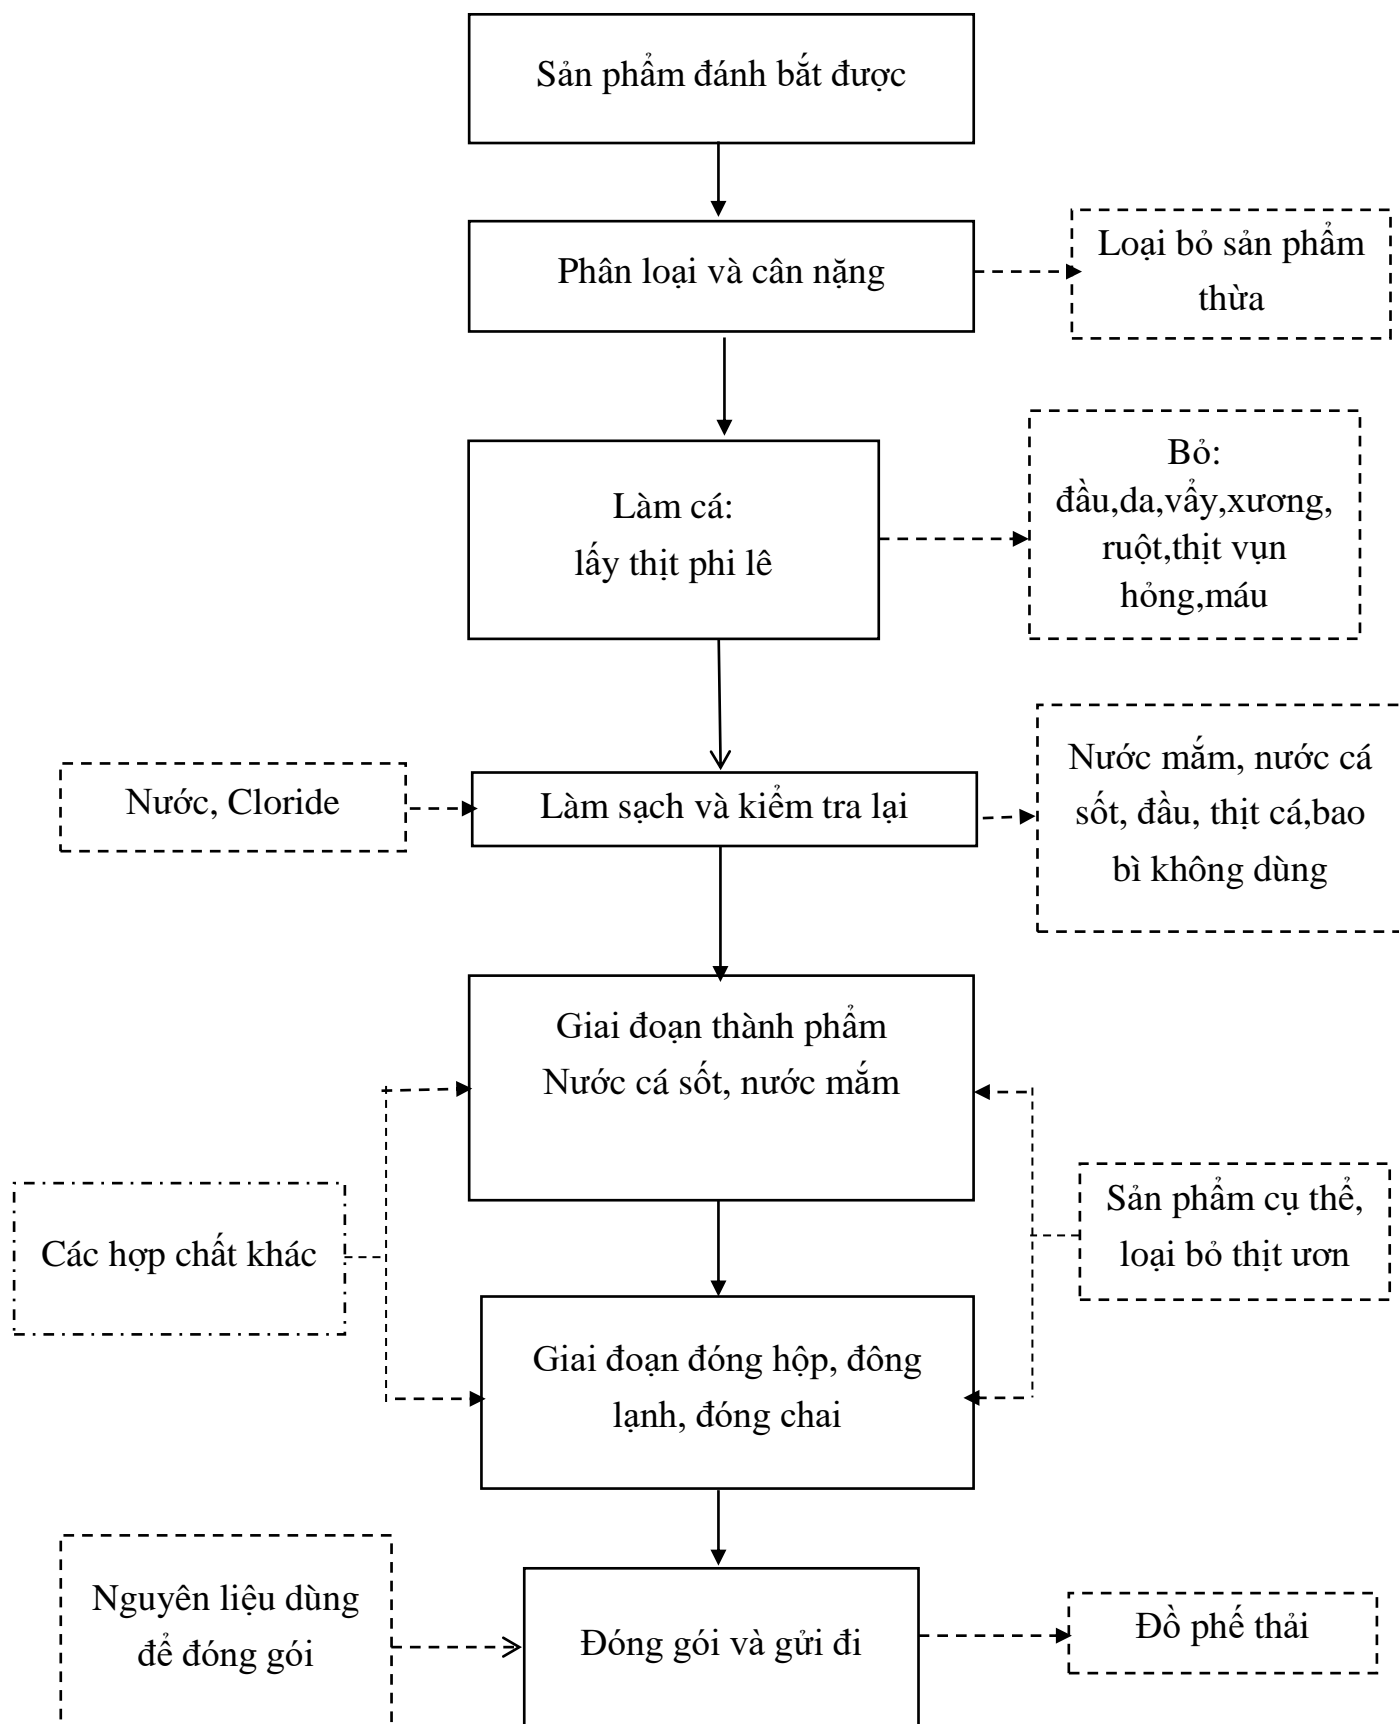 Sản phẩm đánh bắt được
Phân loại và cân nặng
Loại bỏ sản phẩm
thừa
Làm cá:
lấy thịt phi lê
Bỏ:
đầu,da,vẩy,xương,
ruột,thịt vụn
hỏng,máu
Nước, Cloride
Làm sạch và kiểm tra lại
Nước mắm, nước cá
sốt, đầu, thịt cá,bao
bì không dùng
Giai đoạn thành phẩm
Nước cá sốt, nước mắm
Các hợp chất khác
Sản phẩm cụ thể,
loại bỏ thịt ươn
Giai đoạn đóng hộp, đông
lạnh, đóng chai
Nguyên liệu dùng
để đóng gói
Đóng gói và gửi đi
Đồ phế thải